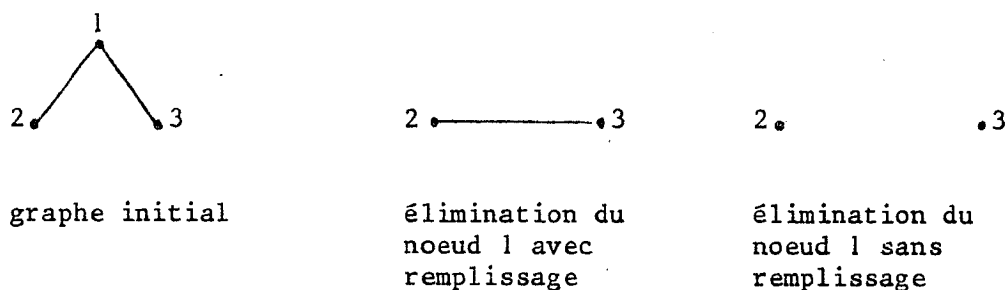 1
2 3
2 3
2 3
graphe initial
élimination du
noeud 1 avec
remplissage
élimination du
noeud 1 sans
remplissage